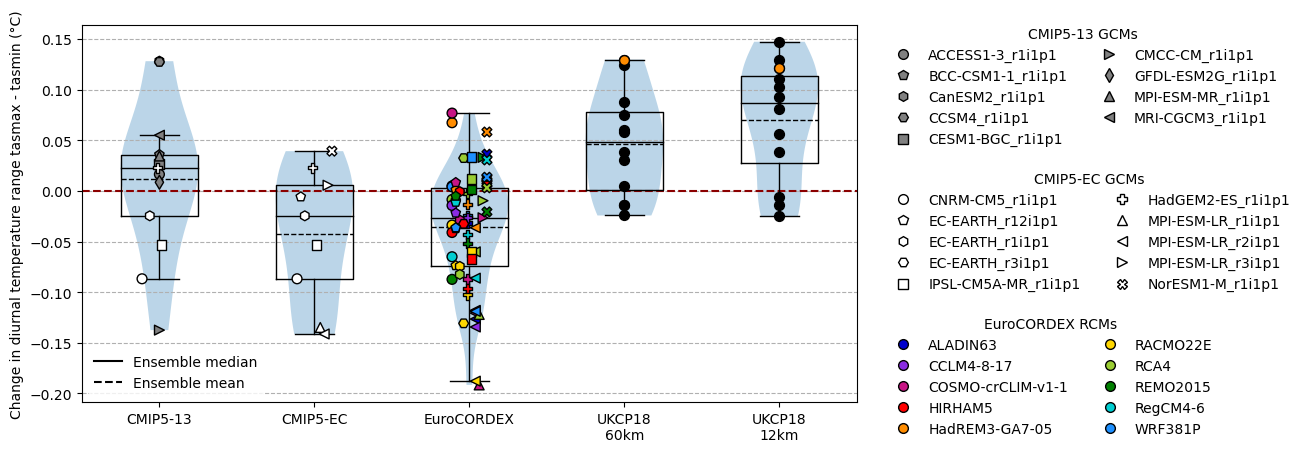 Change in diurnal temperature range tasmax - tasmin (°C)
0.15
0.10
0.05
0.00
−0.05
−0.10
−0.15
−0.20
Ensemble median
Ensemble mean
CMIP5-13
CMIP5-EC
EuroCORDEX
UKCP18
60km
UKCP18
12km
CMIP5-13 GCMs
ACCESS1-3_r1i1p1
BCC-CSM1-1_r1i1p1
CanESM2_r1i1p1
CCSM4_r1i1p1
CESM1-BGC_r1i1p1
CMCC-CM_r1i1p1
GFDL-ESM2G_r1i1p1
MPI-ESM-MR_r1i1p1
MRI-CGCM3_r1i1p1
CMIP5-EC GCMs
CNRM-CM5_r1i1p1
EC-EARTH_r12i1p1
EC-EARTH_r1i1p1
EC-EARTH_r3i1p1
IPSL-CM5A-MR_r1i1p1
HadGEM2-ES_r1i1p1
MPI-ESM-LR_r1i1p1
MPI-ESM-LR_r2i1p1
MPI-ESM-LR_r3i1p1
NorESM1-M_r1i1p1
EuroCORDEX RCMs
ALADIN63
CCLM4-8-17
COSMO-crCLIM-v1-1
HIRHAM5
HadREM3-GA7-05
RACMO22E
RCA4
REMO2015
RegCM4-6
WRF381P